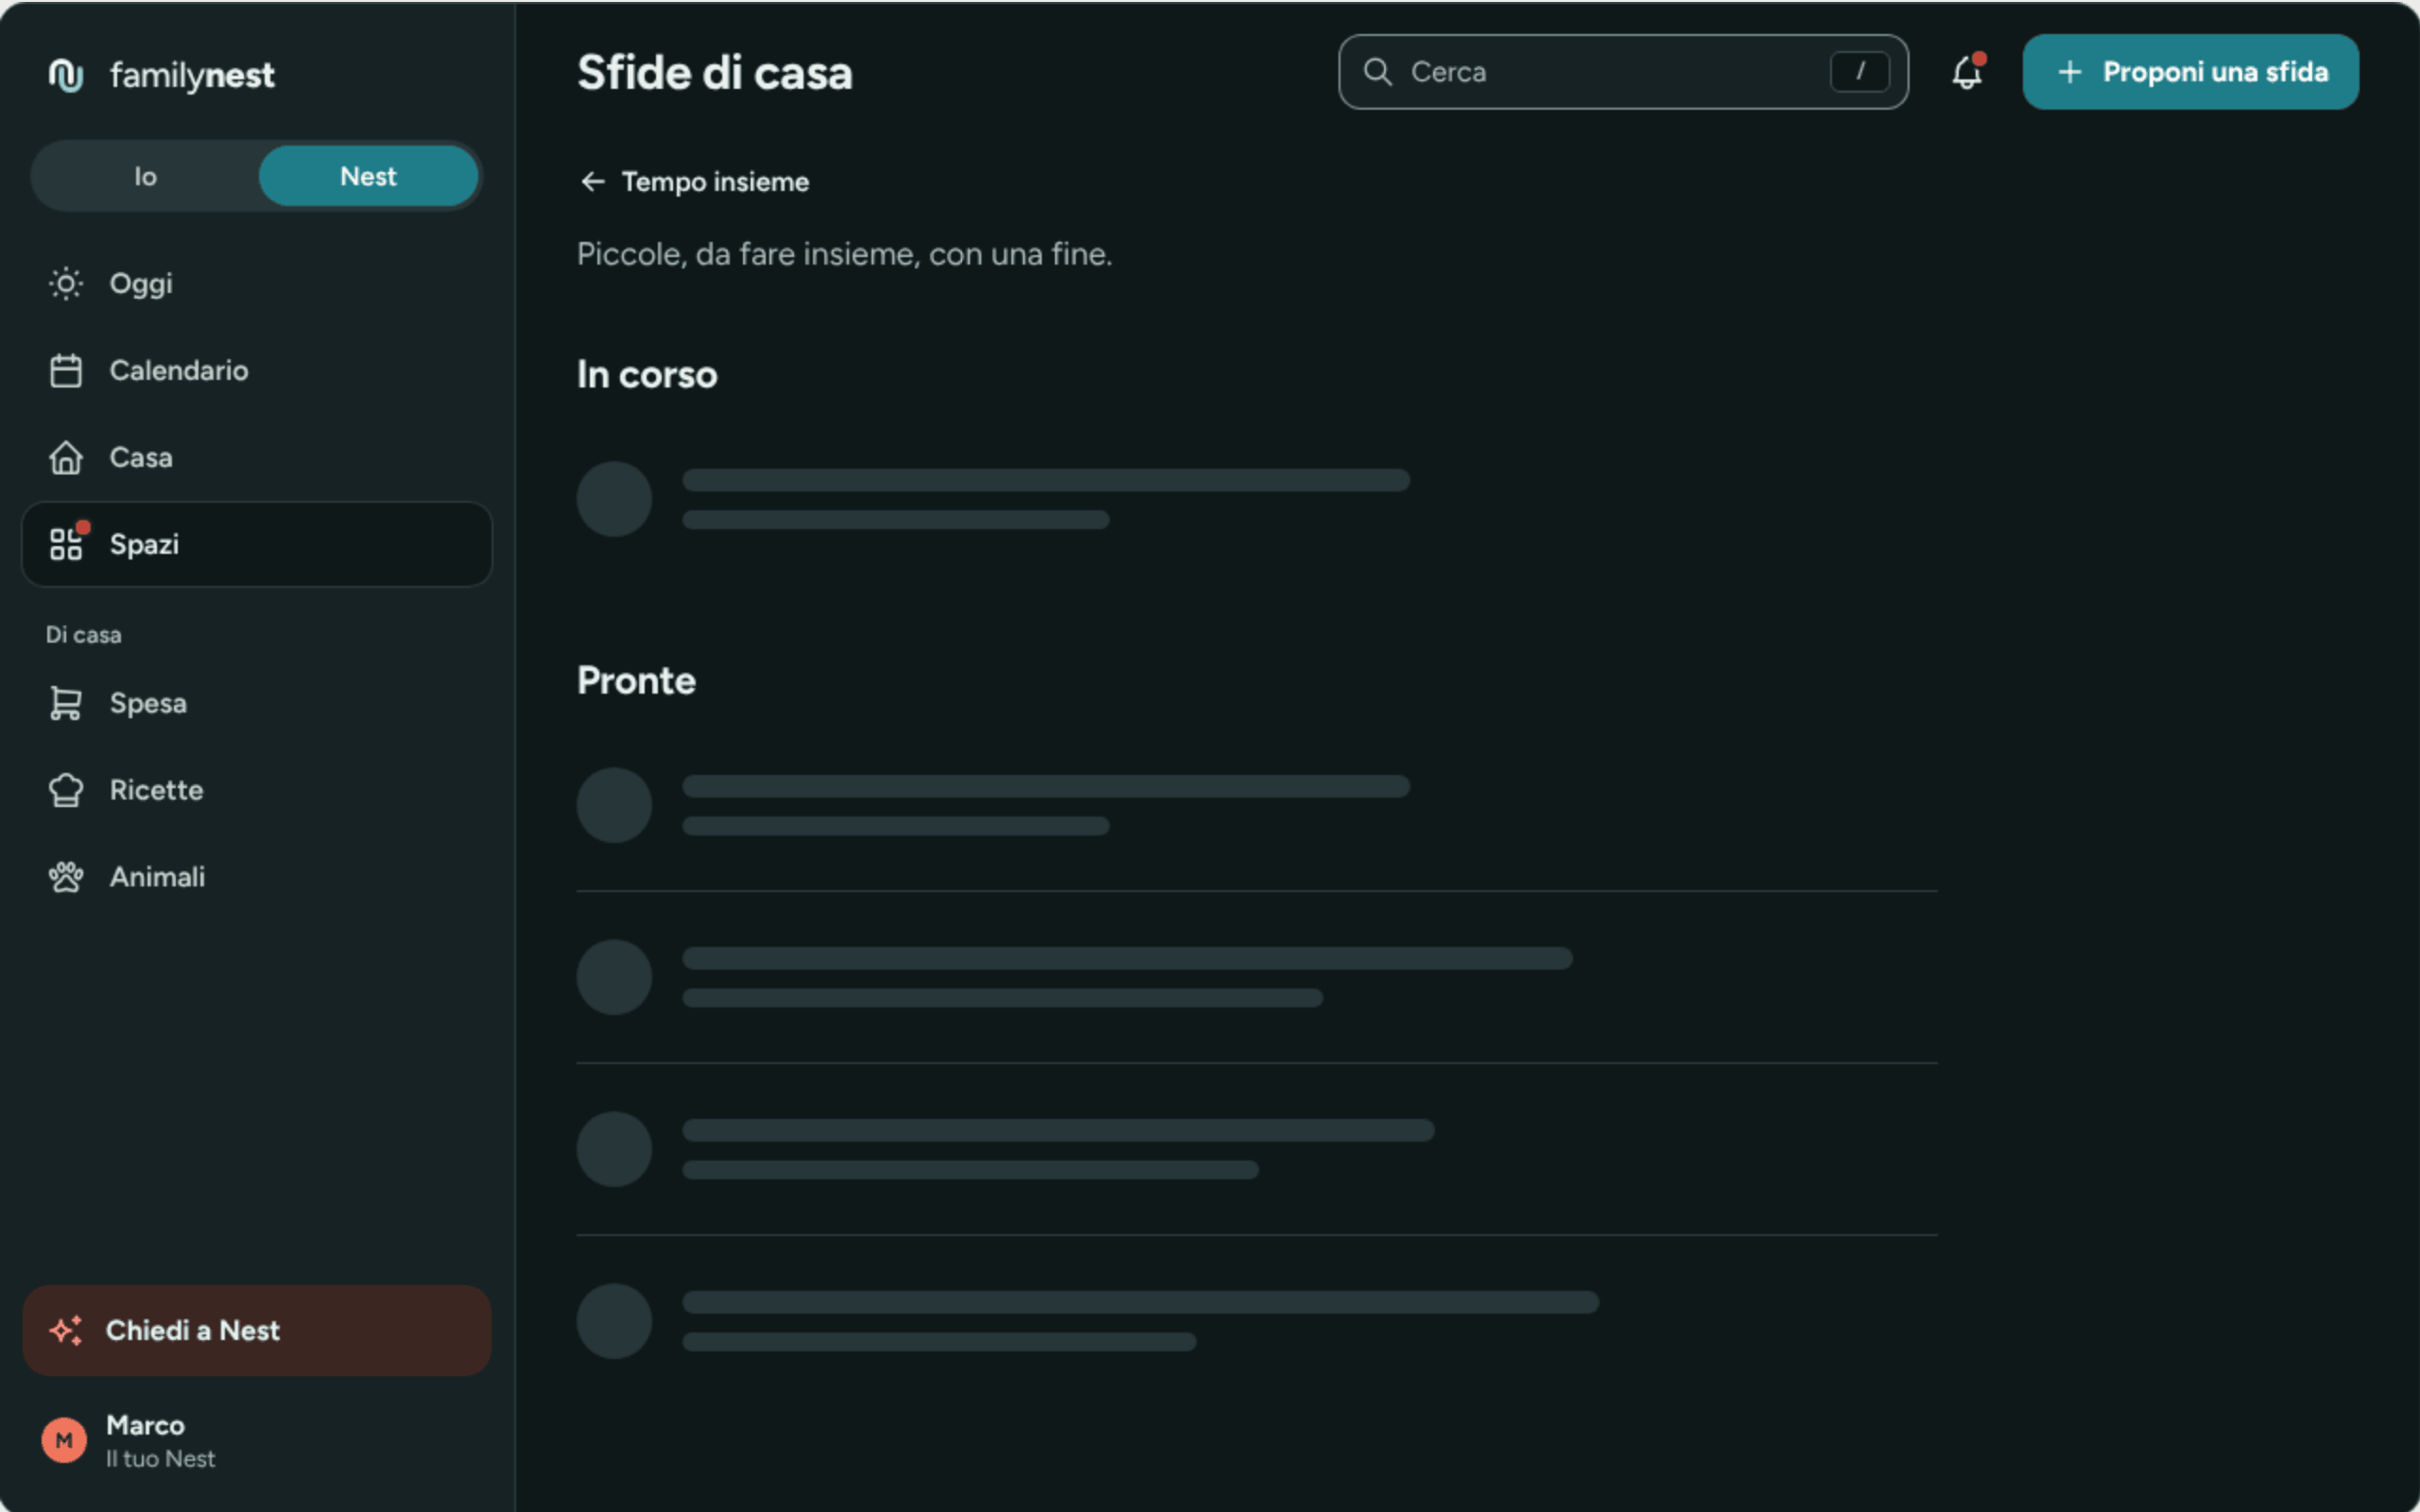 familynest
Io
Nest
Oggi
Calendario
Casa
Spazi
Di casa
Spesa
Ricette
Animali
Chiedi a Nest
M
Marco
Il tuo Nest
Sfide di casa
Cerca
/
Proponi una sfida
Tempo insieme
Piccole, da fare insieme, con una fine.
In corso
Pronte